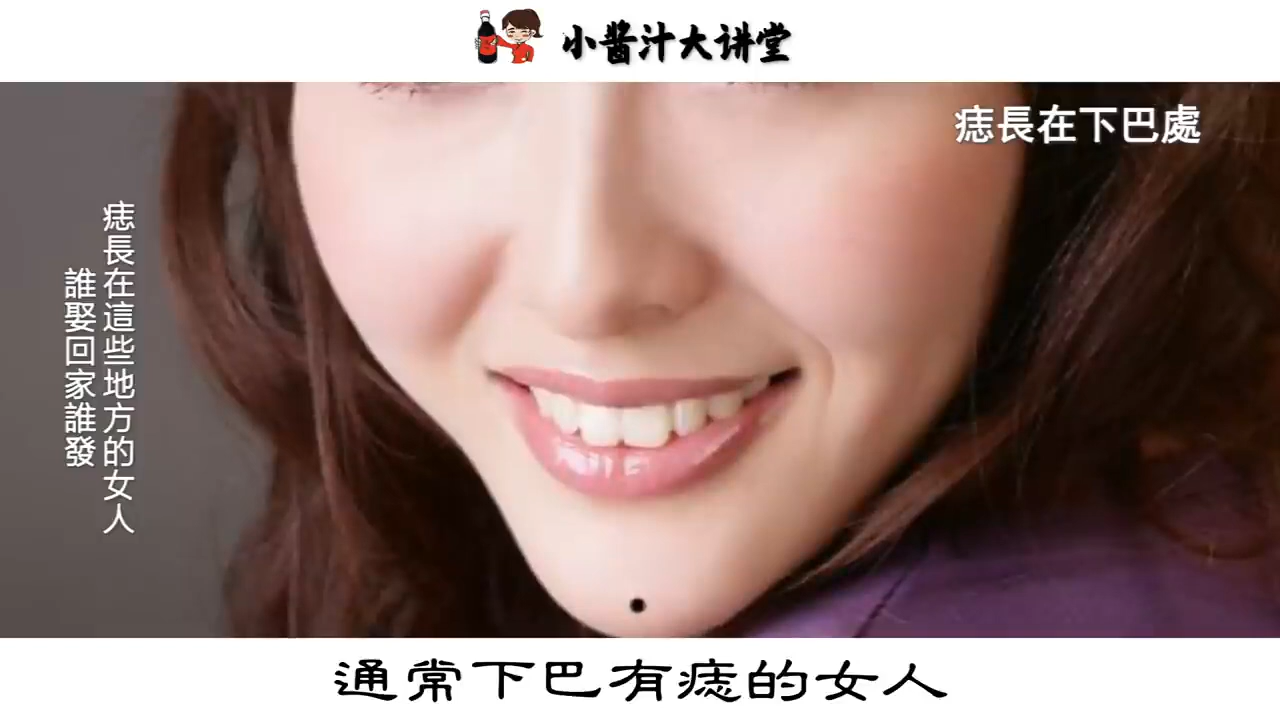 小酱汁大讲堂
痣長在下巴處
痣長在這些地方的女人
誰娶回家誰發
通常下巴有痣的女人